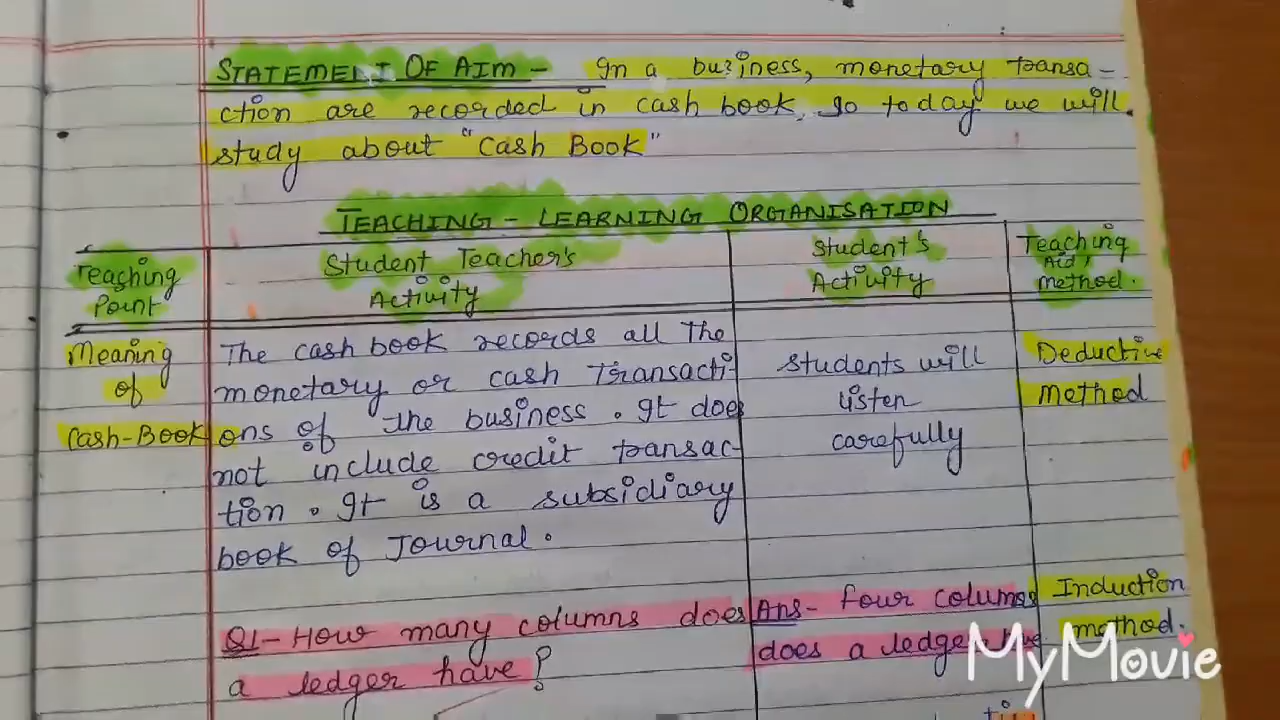 STATEMENT OF AIM - In a business, monetary transa-
ction are recorded in cash book. So today we will
study about "Cash Book"
TEACHING - LEARNING ORGANISATION
Teaching Point
Student Teacher's Activity
Student's Activity
Teaching Aid, method.
Meaning
of
Cash-Book
The cash book records all the
monetary or cash transacti-
ons of the business. It does
not include credit transac-
tion. It is a subsidiary
book of Journal.
students will
listen
carefully
Deductive
method
Q1- How many columns does
a ledger have?
Ans- four columns
does a ledger have
Induction
method.
MyMovie